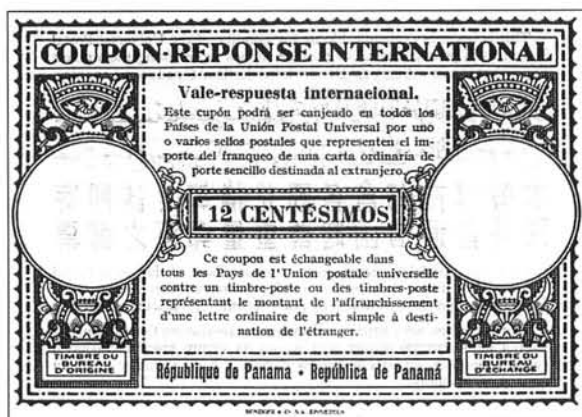 COUPON-REPONSE INTERNATIONAL
Vale-respuesta internacional.
Este cupón podrá ser canjeado en todos los
Países de la Unión Postal Universal por uno
o varios sellos postales que representen el im-
porte del franqueo de una carta ordinaria de
porte sencillo destinada al extranjero.
12 CENTÉSIMOS
Ce coupon est échangeable dans
tous les Pays de l'Union postale universelle
contre un timbre-poste ou des timbres-poste
représentant le montant de l'affranchissement
d'une lettre ordinaire de port simple à desti-
nation de l'étranger.
TIMBRE DU
BUREAU
D'ORIGINE
République de Panama - República de Panamá
TIMBRE DU
BUREAU
D'ÉCHANGE